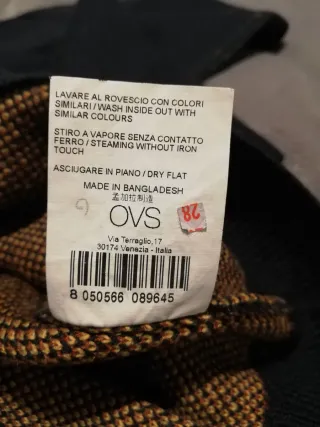 LAVARE AL ROVESCIO CON COLORI
SIMILARI / WASH INSIDE OUT WITH
SIMILAR COLOURS
STIRO A VAPORE SENZA CONTATTO
FERRO / STEAMING WITHOUT IRON
TOUCH
ASCIUGARE IN PIANO / DRY FLAT
MADE IN BANGLADESH
孟加拉制造
OVS
28
Via Terraglio,17
30174 Venezia - Italia
8 050566 089645